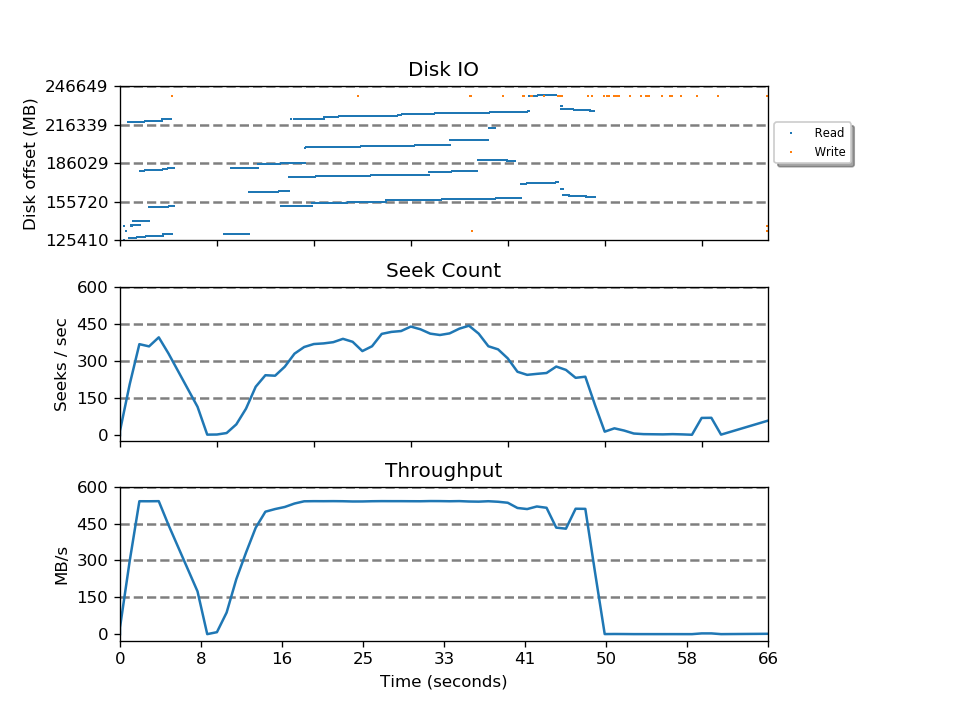 Disk IO
246649
216339
186029
155720
125410
Disk offset (MB)
Read
Write
Seek Count
600
450
300
150
0
Seeks / sec
Throughput
600
450
300
150
0
MB/s
0 8 16 25 33 41 50 58 66
Time (seconds)